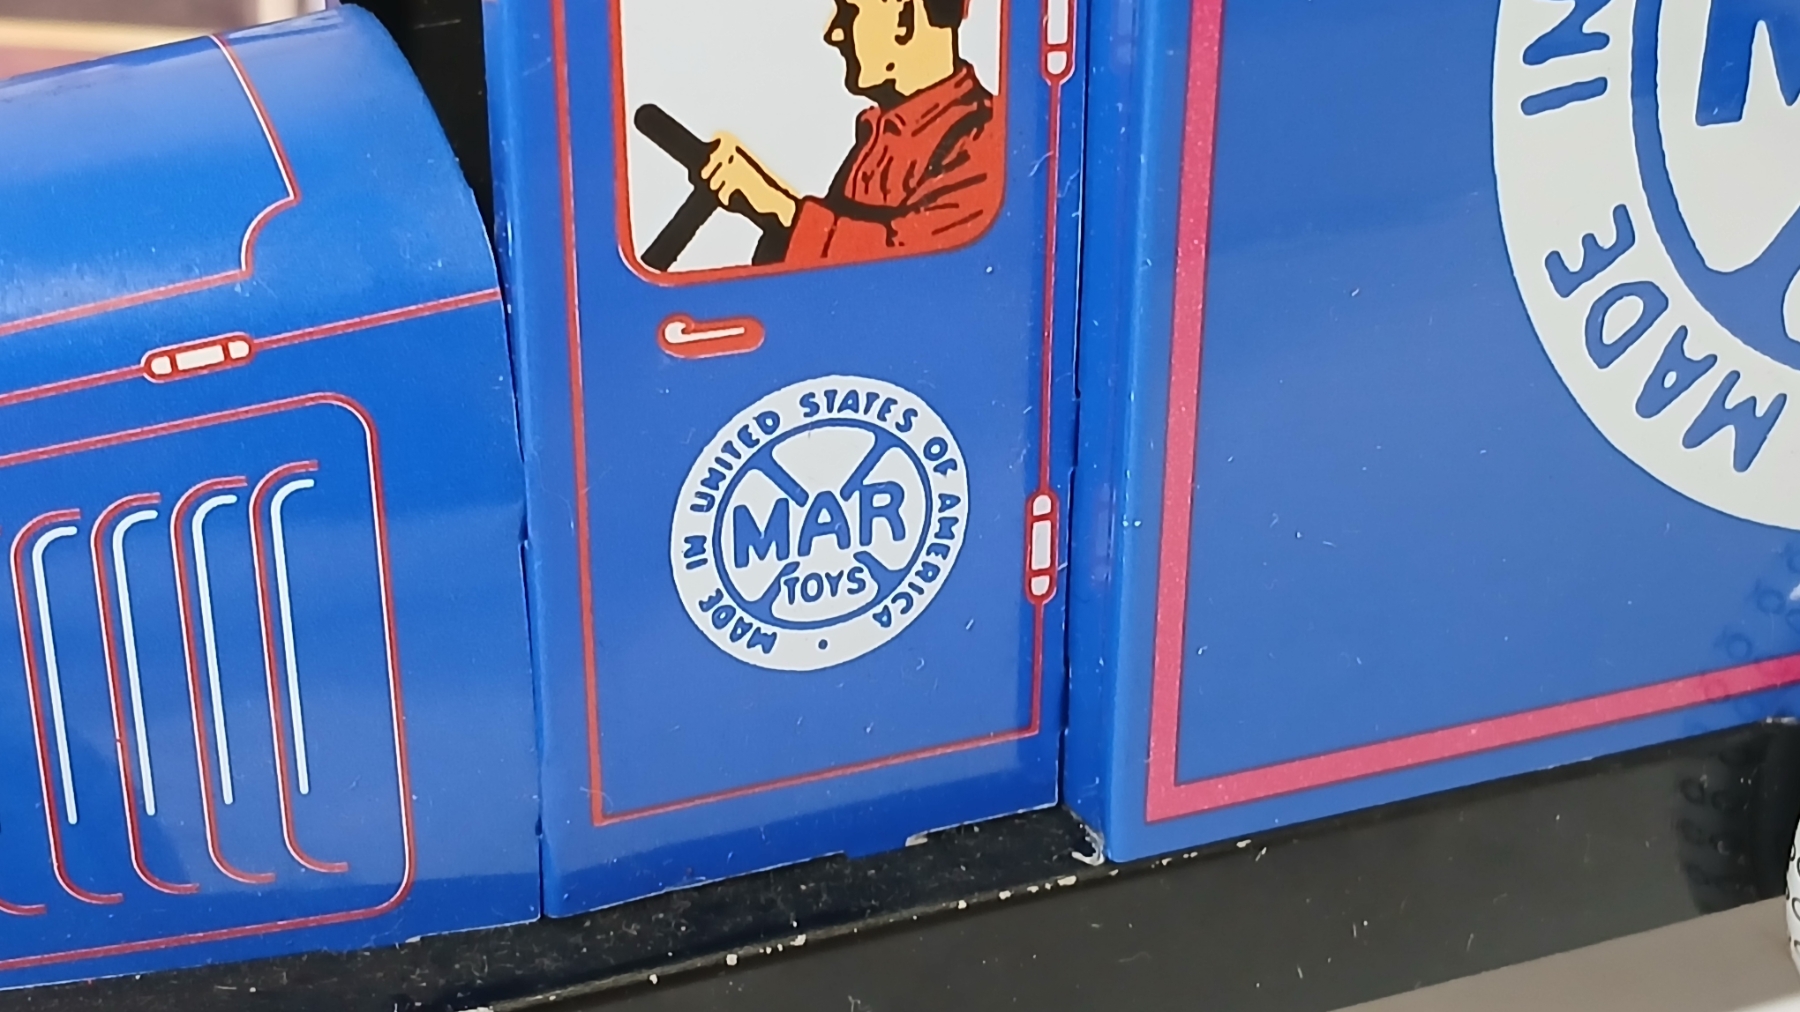 MADE IN UNITED STATES OF AMERICA •
MAR
TOYS
MADE IN